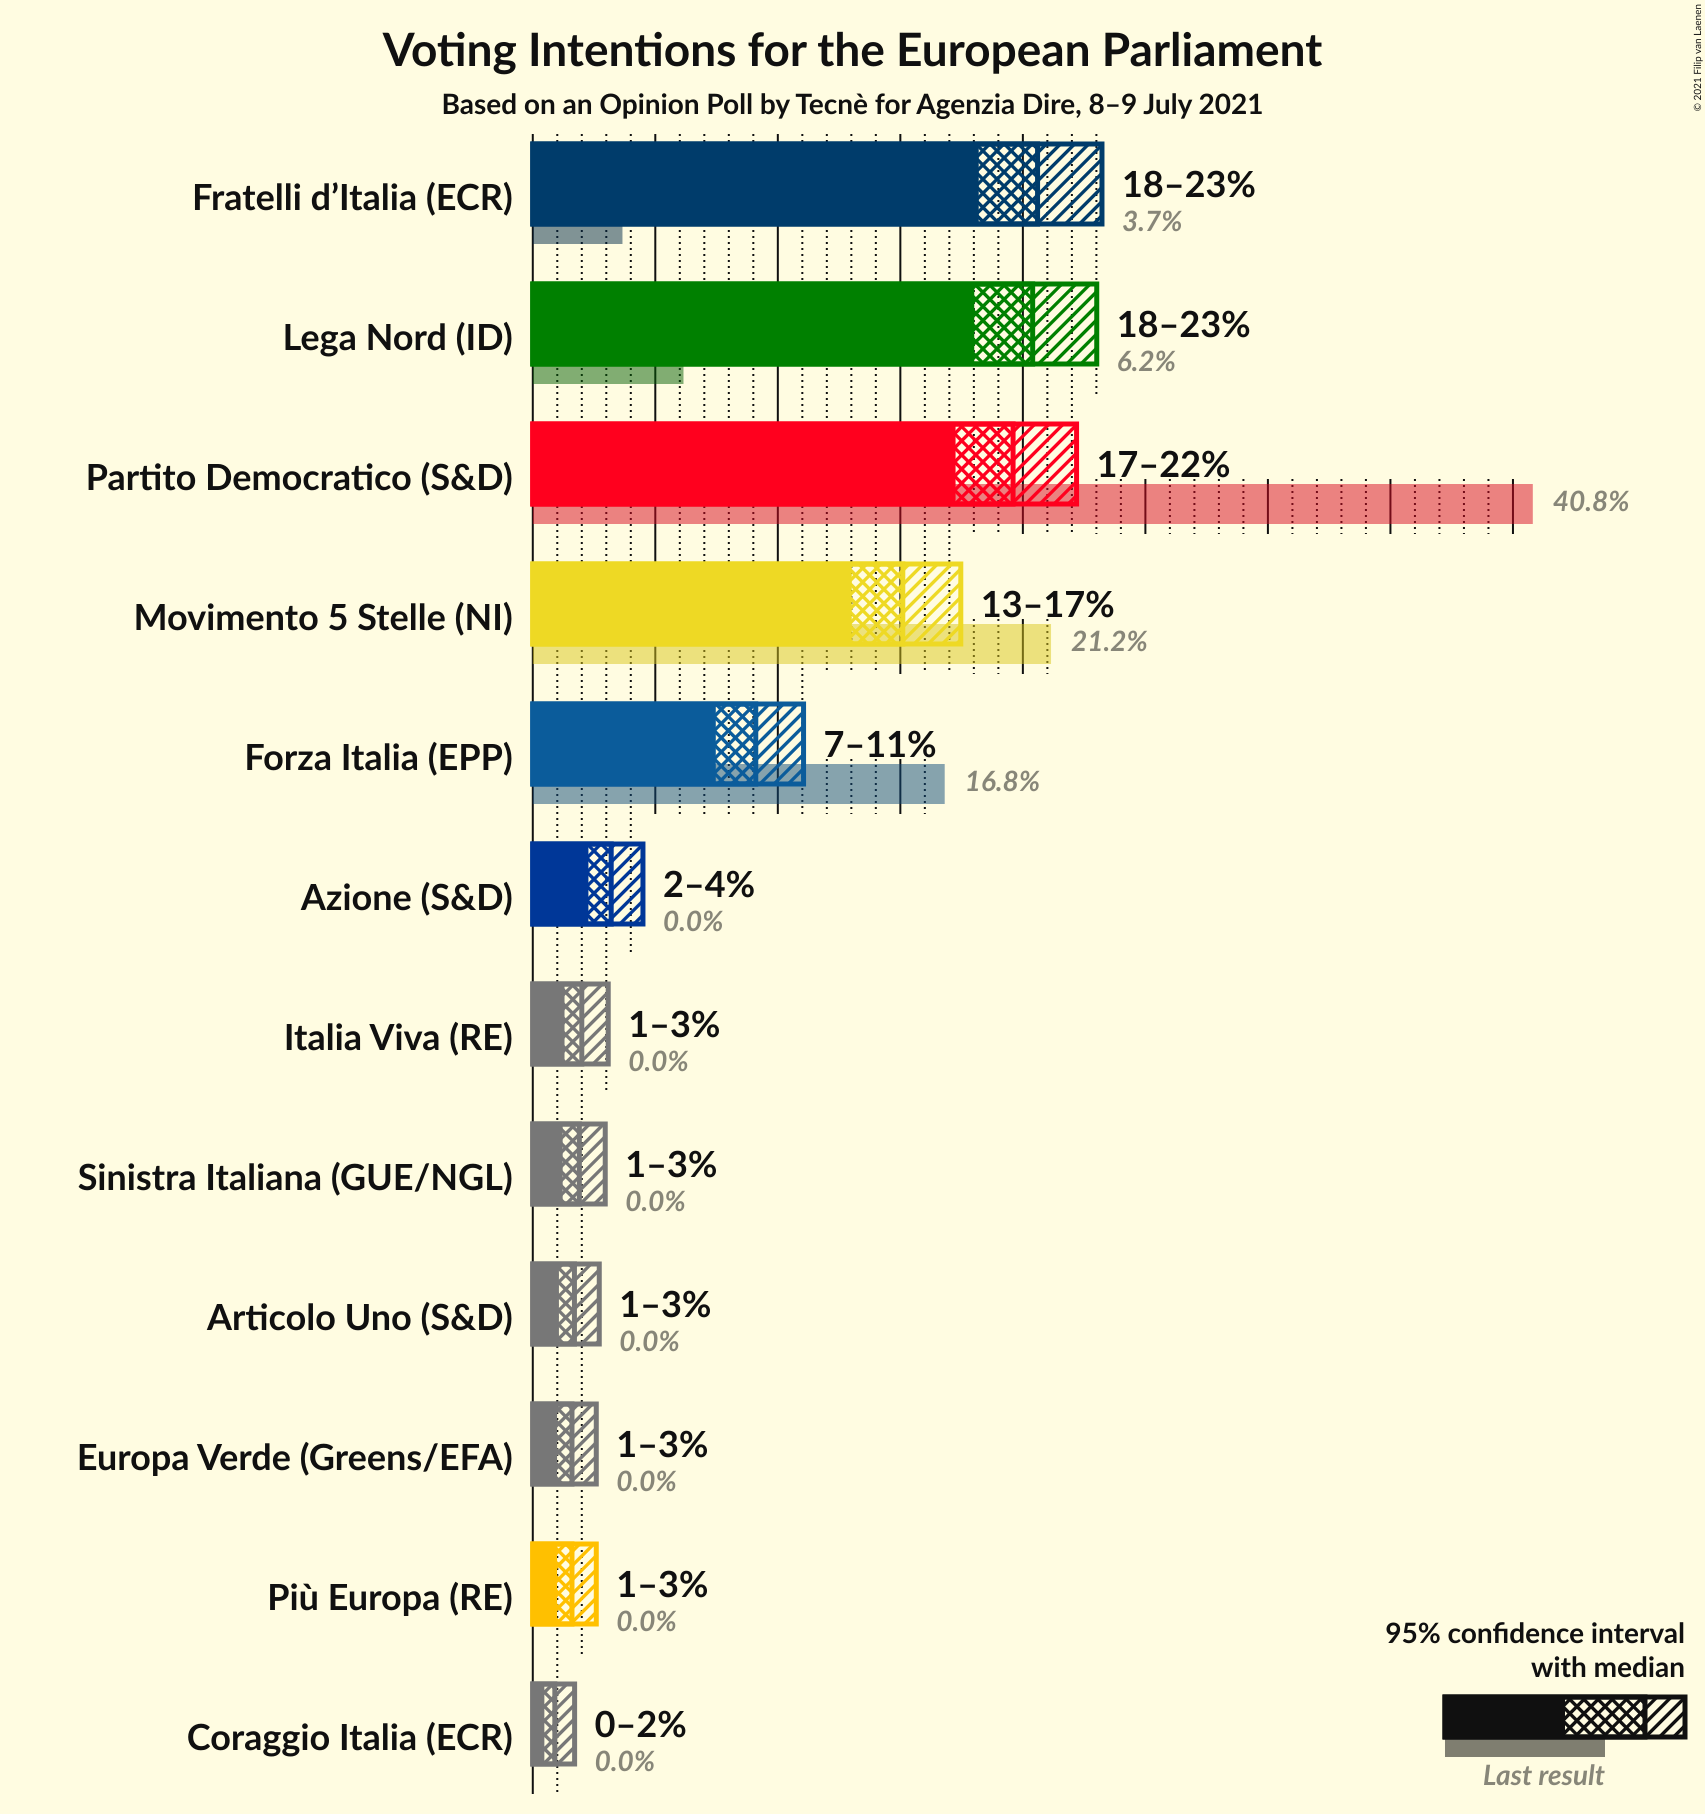 Voting Intentions for the European Parliament
Based on an Opinion Poll by Tecnè for Agenzia Dire, 8–9 July 2021
© 2021 Filip van Laenen
Fratelli d’Italia (ECR)
18–23%
3.7%
Lega Nord (ID)
18–23%
6.2%
Partito Democratico (S&D)
17–22%
40.8%
Movimento 5 Stelle (NI)
13–17%
21.2%
Forza Italia (EPP)
7–11%
16.8%
Azione (S&D)
2–4%
0.0%
Italia Viva (RE)
1–3%
0.0%
Sinistra Italiana (GUE/NGL)
1–3%
0.0%
Articolo Uno (S&D)
1–3%
0.0%
Europa Verde (Greens/EFA)
1–3%
0.0%
Più Europa (RE)
1–3%
0.0%
Coraggio Italia (ECR)
0–2%
0.0%
95% confidence interval
with median
Last result